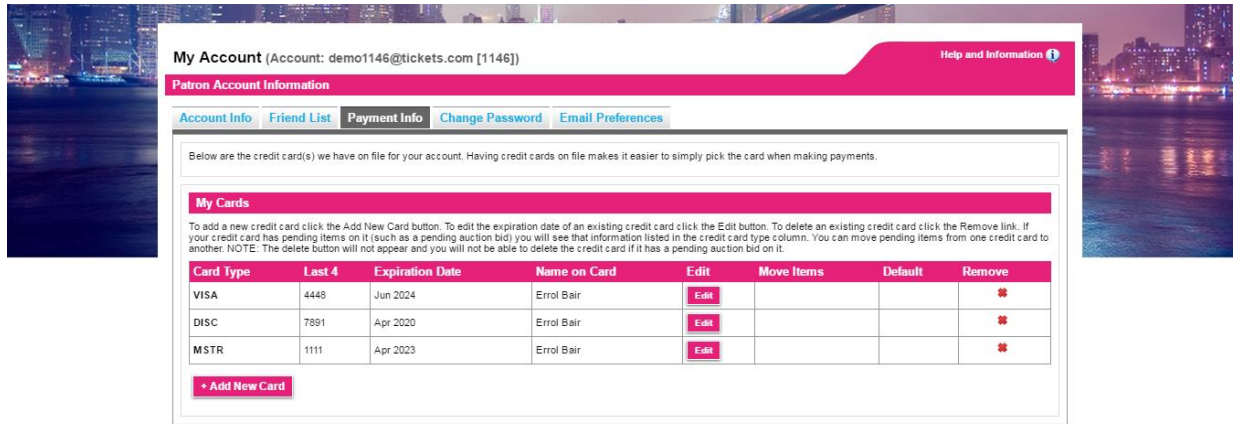 My Account (Account: demo1146@tickets.com [1146])
Help and Information
Patron Account Information
Account Info Friend List Payment Info Change Password Email Preferences
Below are the credit card(s) we have on file for your account. Having credit cards on file makes it easier to simply pick the card when making payments.
My Cards
To add a new credit card click the Add New Card button. To edit the expiration date of an existing credit card click the Edit button. To delete an existing credit card click the Remove link. If
your credit card has pending items on it (such as a pending auction bid) you will see that information listed in the credit card type column. You can move pending items from one credit card to
another. NOTE: The delete button will not appear and you will not be able to delete the credit card if it has a pending auction bid on it.
Card Type Last 4 Expiration Date Name on Card Edit Move Items Default Remove
VISA 4448 Jun 2024 Errol Bair Edit
DISC 7891 Apr 2020 Errol Bair Edit
MSTR 1111 Apr 2023 Errol Bair Edit
+ Add New Card